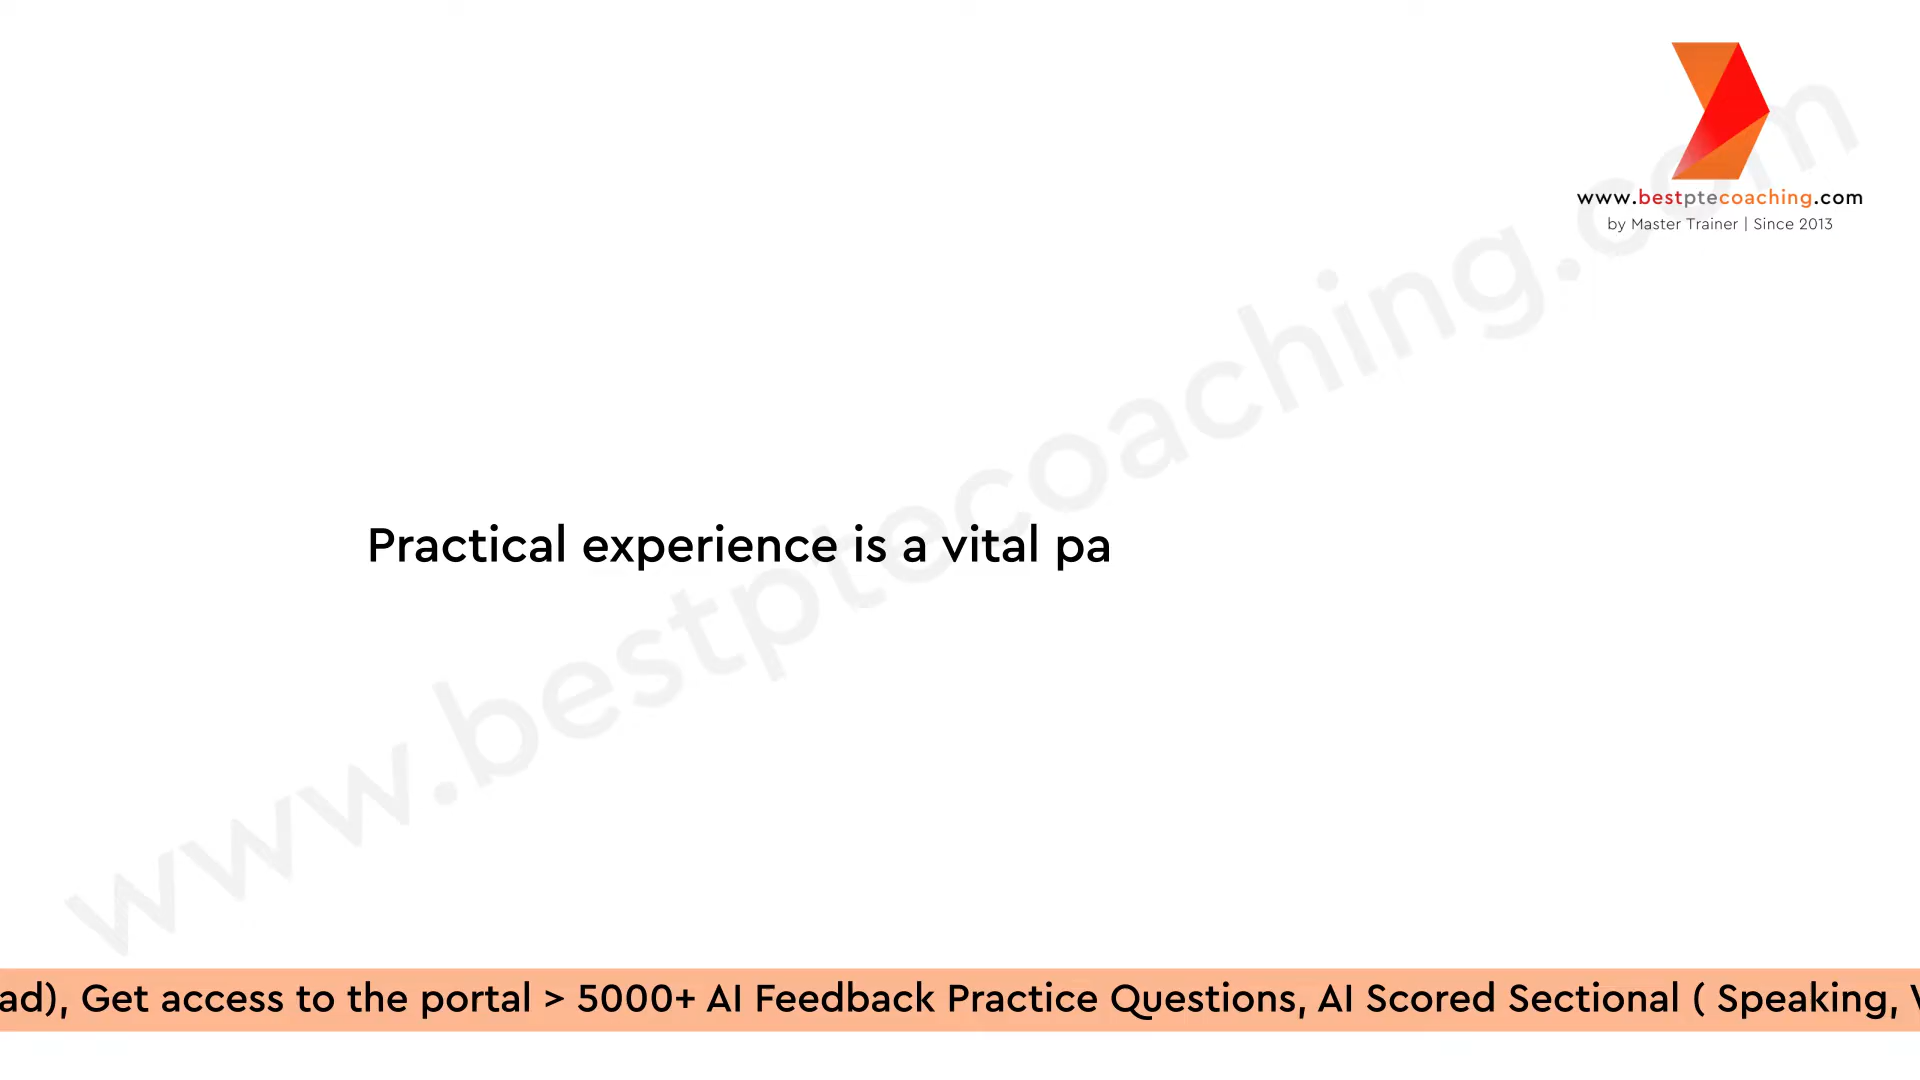 www.bestptecoaching.com
by Master Trainer | Since 2013
www.bestptecoaching.com
Practical experience is a vital pa
ad), Get access to the portal > 5000+ AI Feedback Practice Questions, AI Scored Sectional ( Speaking,